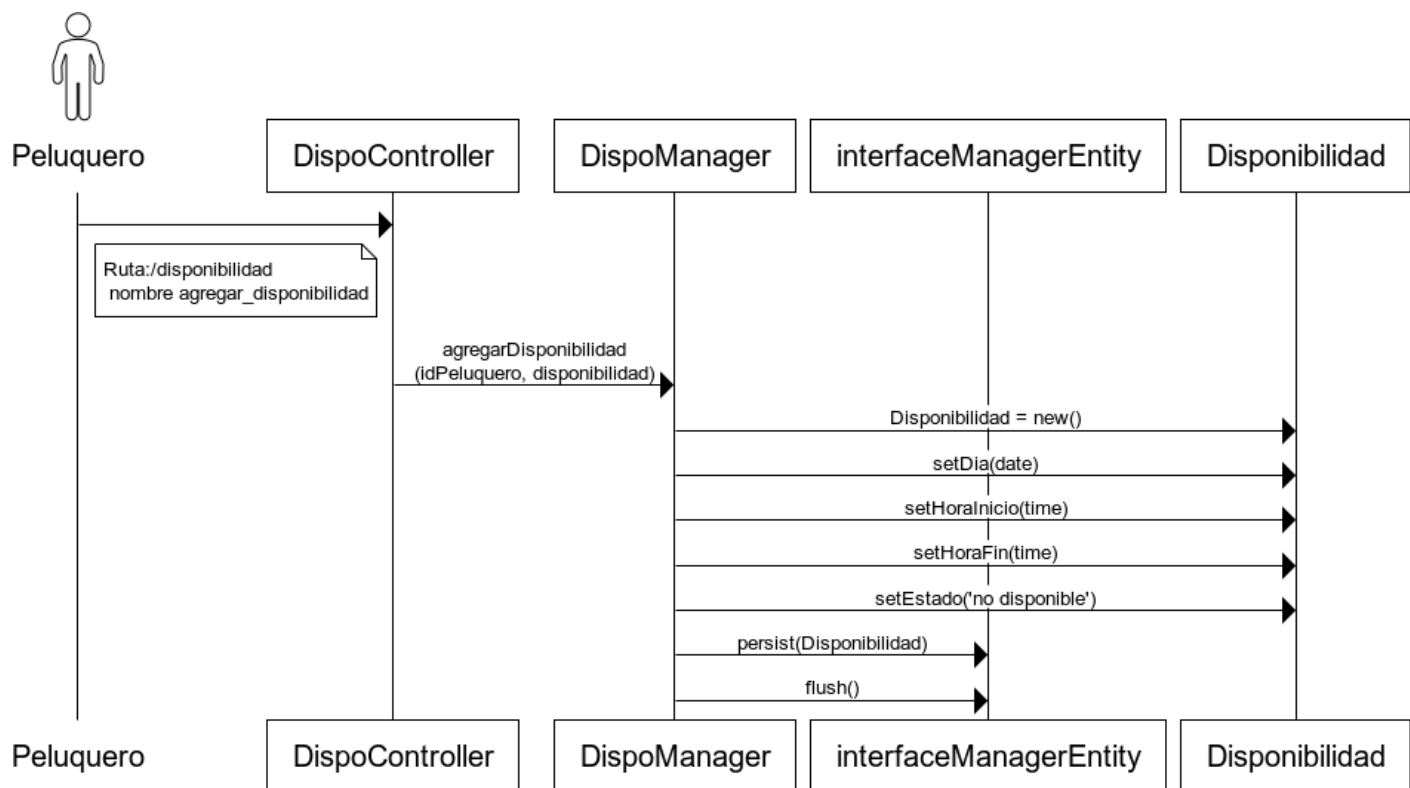 Peluquero
DispoController
DispoManager
interfaceManagerEntity
Disponibilidad
Ruta:/disponibilidad
nombre agregar_disponibilidad
agregarDisponibilidad
(idPeluquero, disponibilidad)
Disponibilidad = new()
setDia(date)
setHoraInicio(time)
setHoraFin(time)
setEstado('no disponible')
persist(Disponibilidad)
flush()
Peluquero
DispoController
DispoManager
interfaceManagerEntity
Disponibilidad